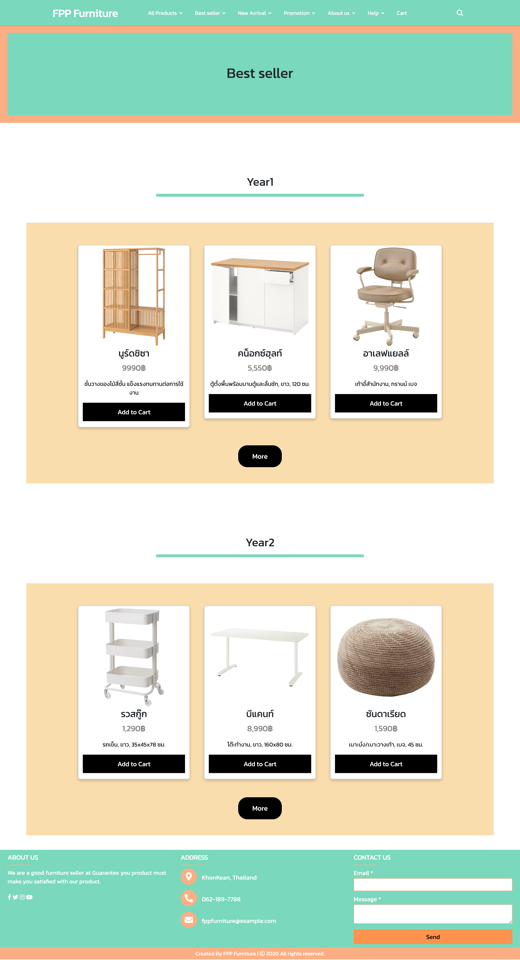 FPP Furniture
All Products Best seller New Arrival Promotion About us Help Cart
Best seller
Year1
นูร์ดชิซา คน็อกซ์ฮุลท์ อาเลฟแยลล์
9990฿ 5,550฿ 9,990฿
ชั้นวางของไม้สีชั้น แข็งแรงทนทานต่อการใช้
งาน
ตู้ตั้งพื้นพร้อมบานตู้และลิ้นชัก, ขาว, 120 ซม.
เก้าอี้สำนักงาน, กรานน์ เบจ
Add to Cart Add to Cart Add to Cart
More
Year2
รวสกู๊ก บีแคนท์ ซันดาเรียด
1,290฿ 8,990฿ 1,590฿
รถเข็น, ขาว, 35x45x78 ซม.
โต๊ะทำงาน, ขาว, 160x80 ซม.
เบาะนั่ง/เบาะวางเท้า, เบจ, 45 ซม.
Add to Cart Add to Cart Add to Cart
More
ABOUT US
We are a good furniture seller at Guarantee you product must
make you satisfied with our product.
ADDRESS
KhonKean, Thailand
062-189-7798
fppfurniture@example.com
CONTACT US
Email *
Message *
Send
Created By FPP Furniture | © 2020 All rights reserved.